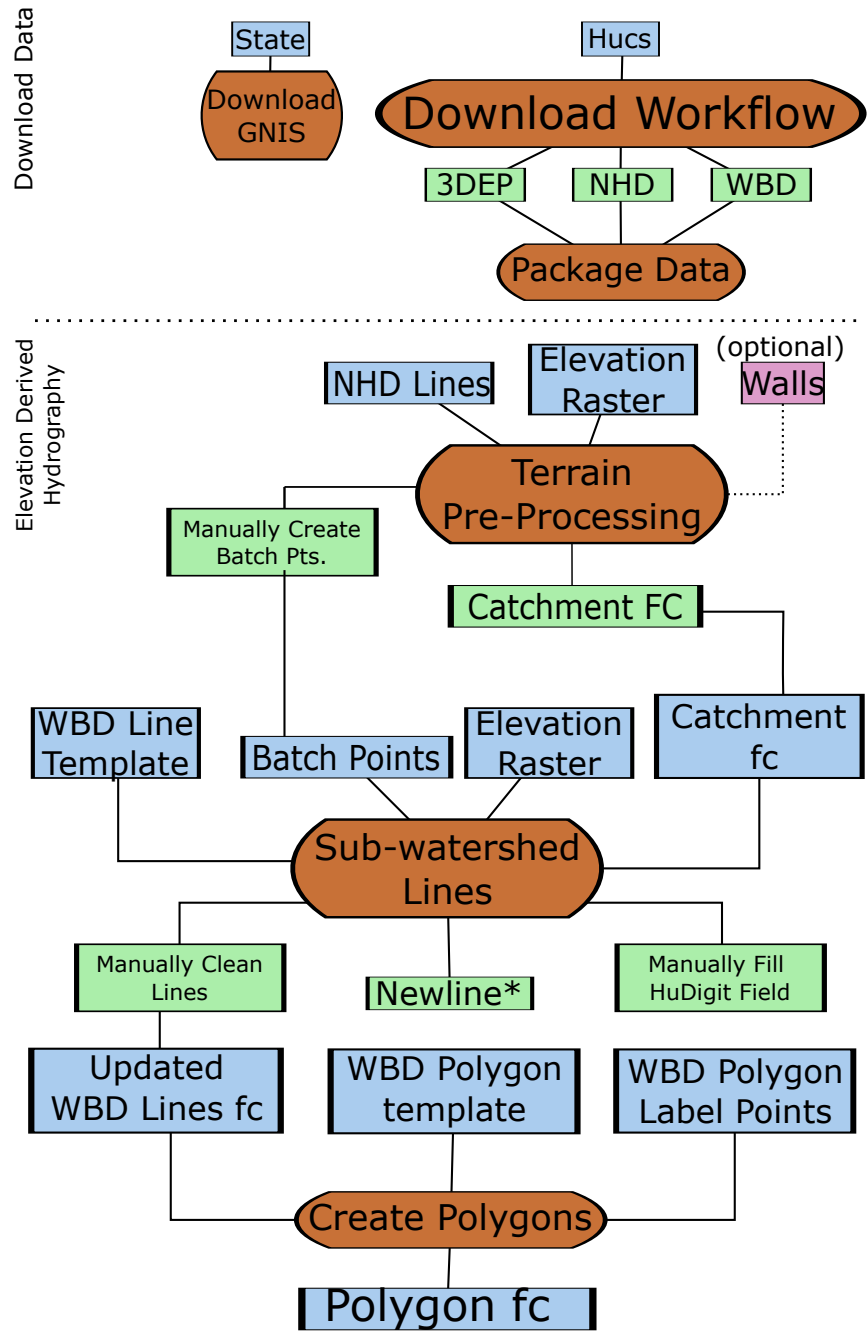 Download Data
State
Hucs
Download
GNIS
Download Workflow
3DEP
NHD
WBD
Package Data
Elevation Derived
Hydrography
NHD Lines
Elevation
Raster
(optional)
Walls
Terrain
Pre-Processing
Manually Create
Batch Pts.
Catchment FC
WBD Line
Template
Batch Points
Elevation
Raster
Catchment
fc
Sub-watershed
Lines
Manually Clean
Lines
Newline*
Manually Fill
HuDigit Field
Updated
WBD Lines fc
WBD Polygon
template
WBD Polygon
Label Points
Create Polygons
Polygon fc